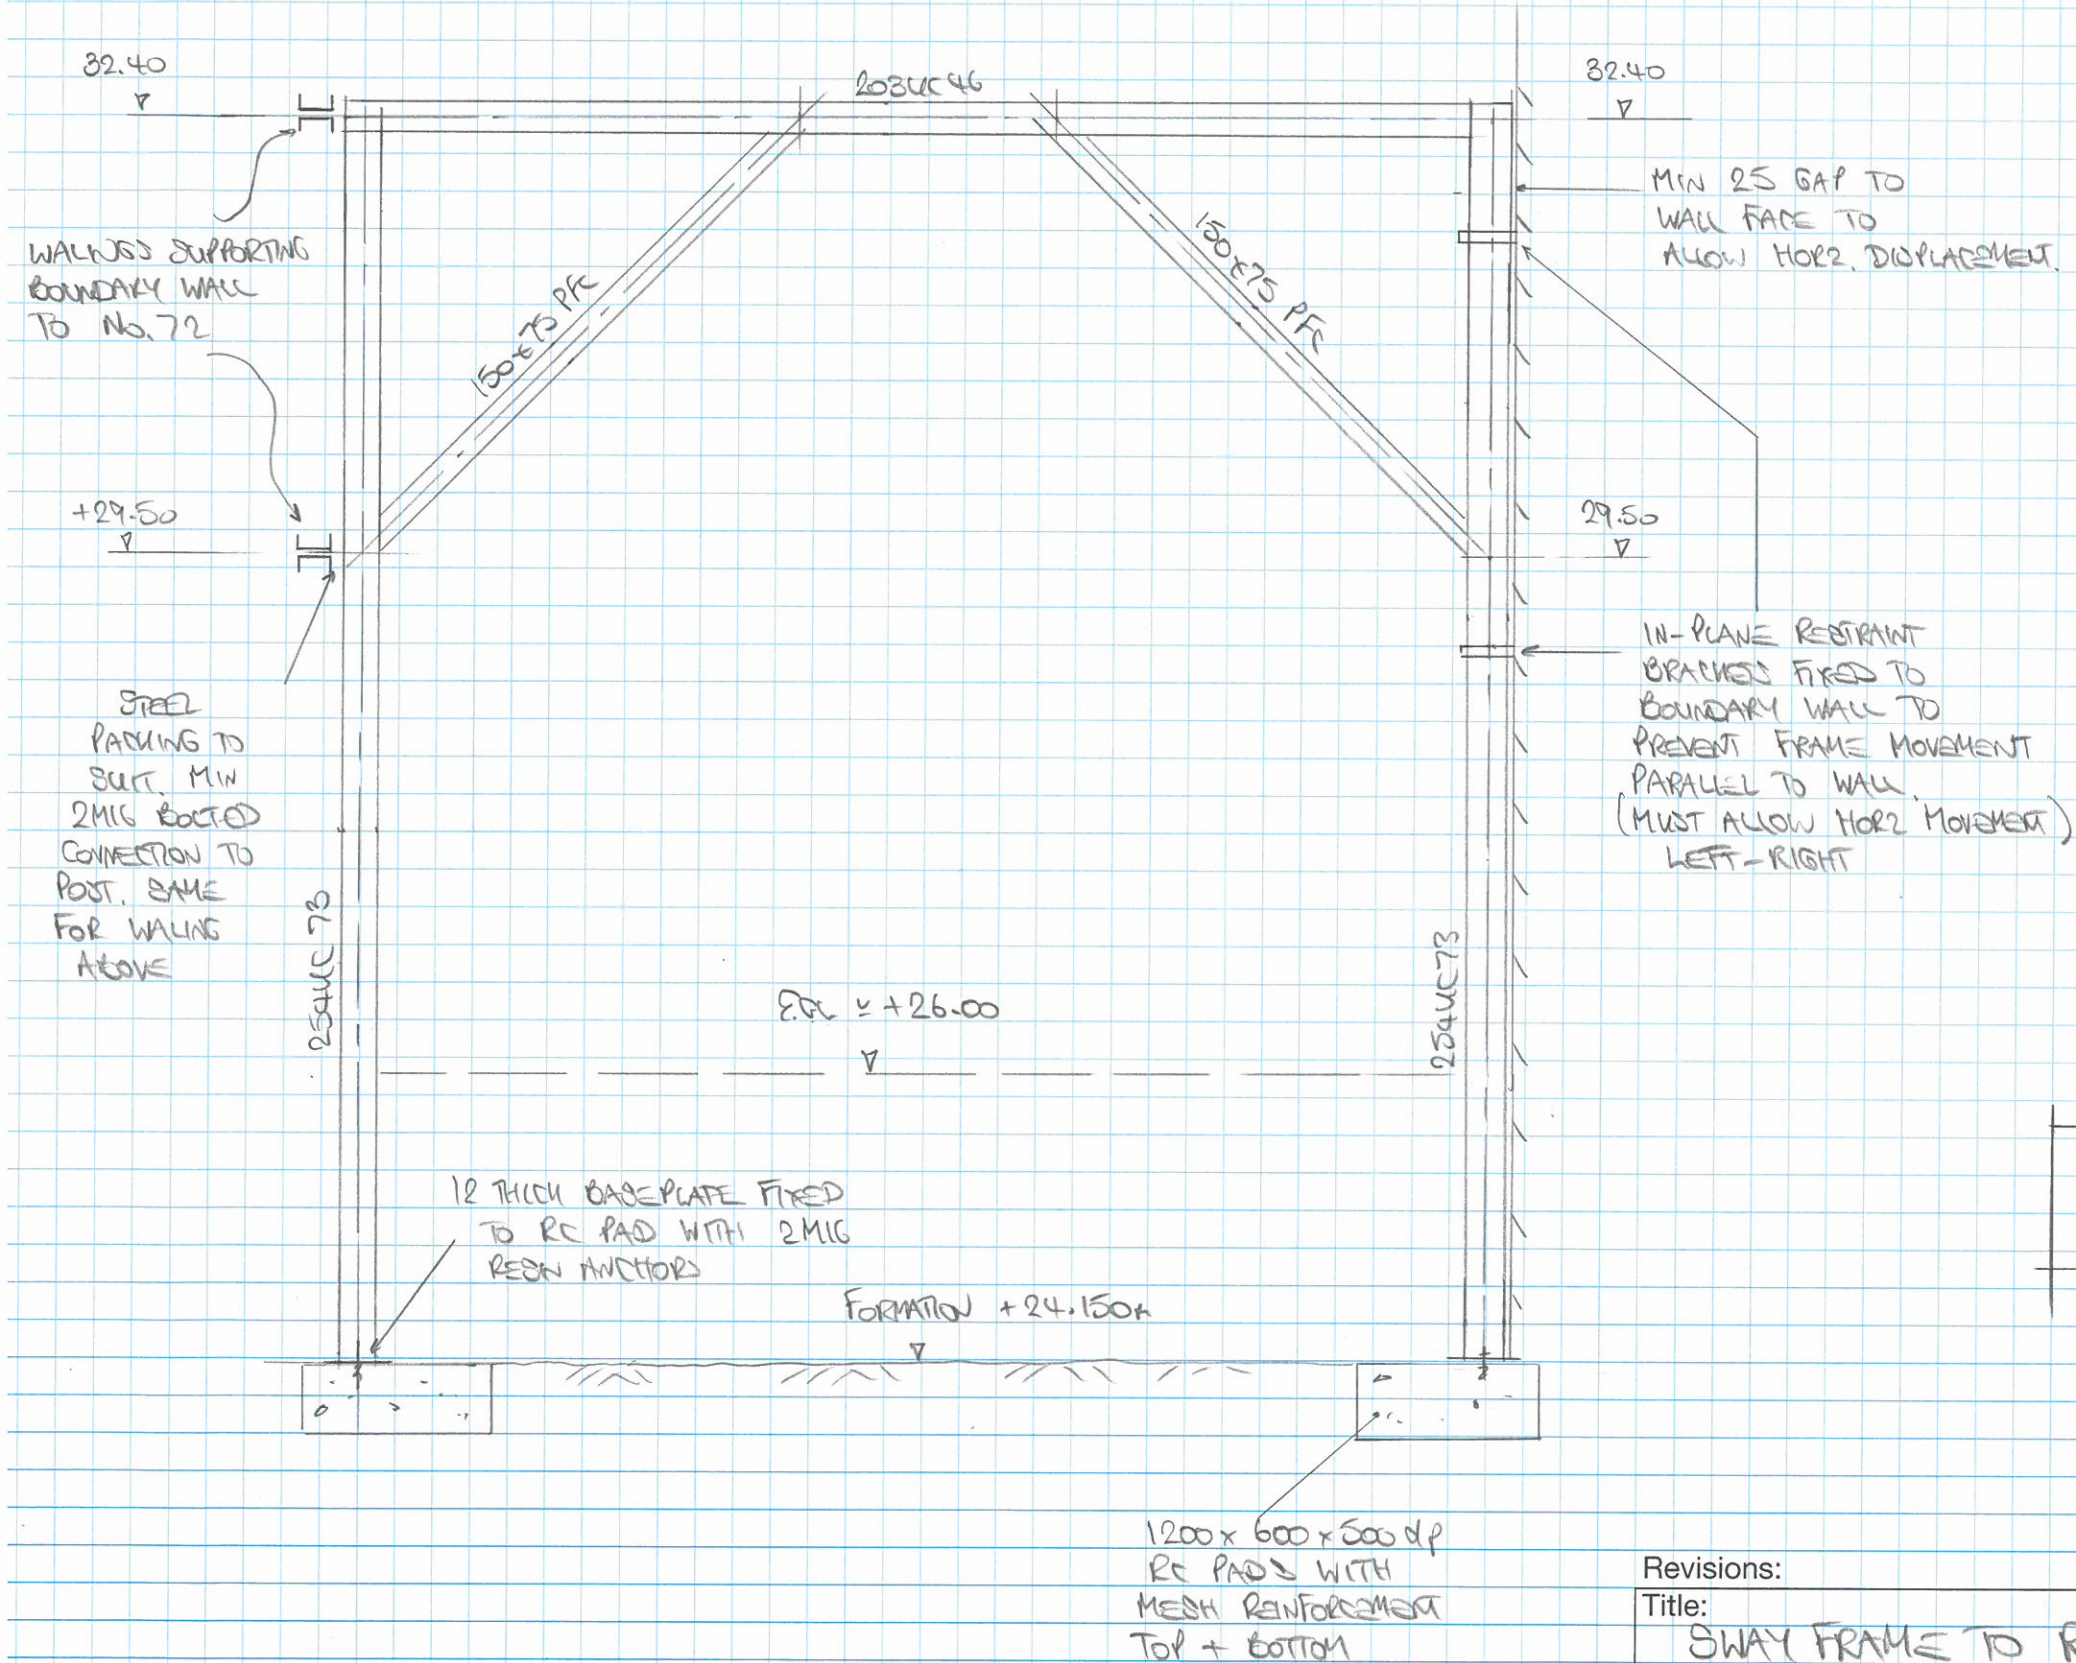 32.40
203UC46
32.40
MIN 25 GAP TO
WALL FACE TO
ALLOW HORZ. DISPLACEMENT.
WALINGS SUPPORTING
BOUNDARY WALL
TO No. 72
150x75 PFC
150x75 PFC
+29.50
29.50
IN-PLANE RESTRAINT
BRACKETS FIXED TO
BOUNDARY WALL TO
PREVENT FRAME MOVEMENT
PARALLEL TO WALL.
(MUST ALLOW HORZ MOVEMENT)
LEFT-RIGHT
STEEL
PACKING TO
SUIT. MIN
2M16 BOLTED
CONNECTION TO
POST. SAME
FOR WALING
ABOVE
254UC73
254UC73
EGL ≃ +26.00
12 THICK BASEPLATE FIXED
TO RC PAD WITH 2M16
RESIN ANCHORS
FORMATION +24.150m
1200 x 600 x 500 dp
RC PADS WITH
MESH REINFORCEMENT
TOP + BOTTOM
Revisions:
Title:
SWAY FRAME TO